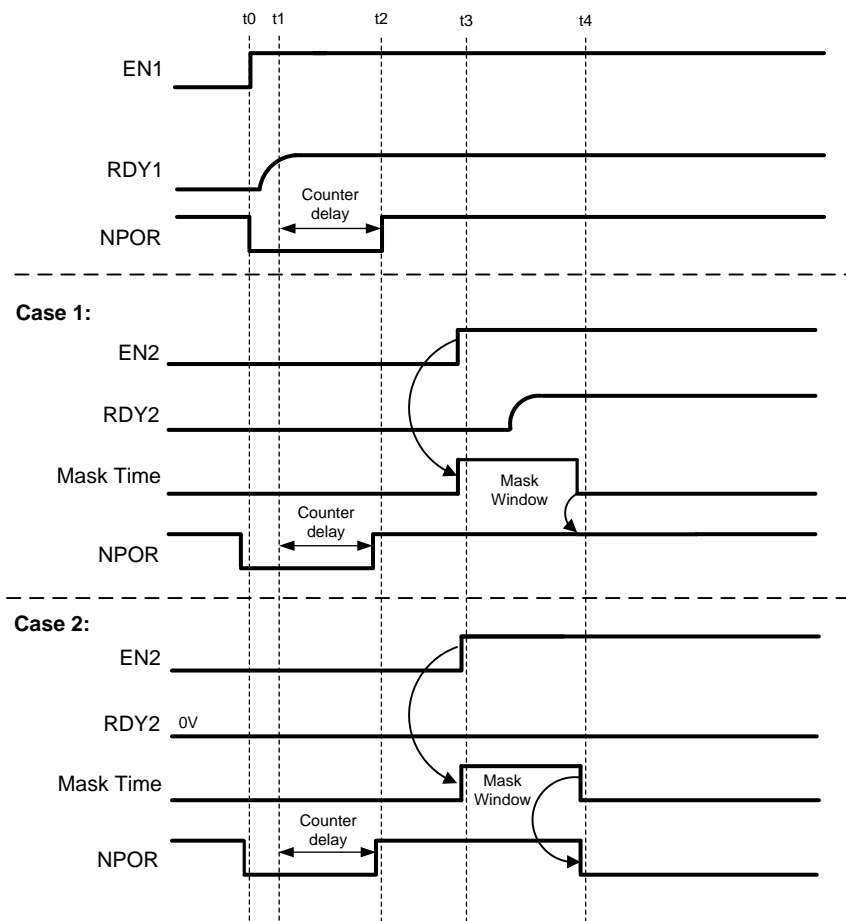 t0 t1 t2 t3 t4
EN1
RDY1
Counter
delay
NPOR
Case 1:
EN2
RDY2
Mask Time
Mask
Window
Counter
delay
NPOR
Case 2:
EN2
RDY2 0V
Mask Time
Mask
Window
Counter
delay
NPOR